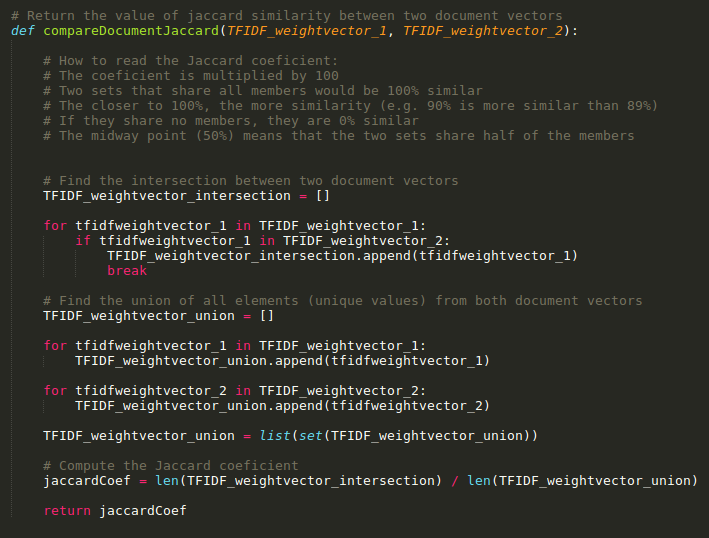 # Return the value of jaccard similarity between two document vectors
def compareDocumentJaccard(TFIDF_weightvector_1, TFIDF_weightvector_2):
# How to read the Jaccard coeficient:
# The coeficient is multiplied by 100
# Two sets that share all members would be 100% similar
# The closer to 100%, the more similarity (e.g. 90% is more similar than 89%)
# If they share no members, they are 0% similar
# The midway point (50%) means that the two sets share half of the members
# Find the intersection between two document vectors
TFIDF_weightvector_intersection = []
for tfidfweightvector_1 in TFIDF_weightvector_1:
if tfidfweightvector_1 in TFIDF_weightvector_2:
TFIDF_weightvector_intersection.append(tfidfweightvector_1)
break
# Find the union of all elements (unique values) from both document vectors
TFIDF_weightvector_union = []
for tfidfweightvector_1 in TFIDF_weightvector_1:
TFIDF_weightvector_union.append(tfidfweightvector_1)
for tfidfweightvector_2 in TFIDF_weightvector_2:
TFIDF_weightvector_union.append(tfidfweightvector_2)
TFIDF_weightvector_union = list(set(TFIDF_weightvector_union))
# Compute the Jaccard coeficient
jaccardCoef = len(TFIDF_weightvector_intersection) / len(TFIDF_weightvector_union)
return jaccardCoef